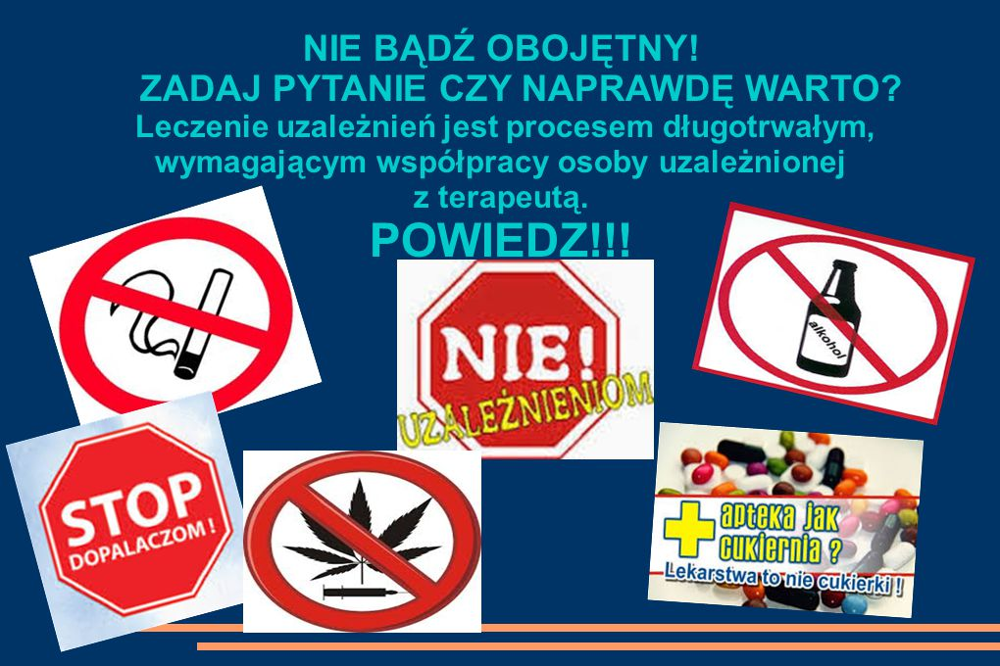 NIE BĄDŹ OBOJĘTNY!
ZADAJ PYTANIE CZY NAPRAWDĘ WARTO?
Leczenie uzależnień jest procesem długotrwałym,
wymagającym współpracy osoby uzależnionej
z terapeutą.
POWIEDZ!!!
NIE!
UZALEŻNIENIOM
alkohol
STOP
DOPALACZOM!
apteka jak
cukiernia?
Lekarstwa to nie cukierki!